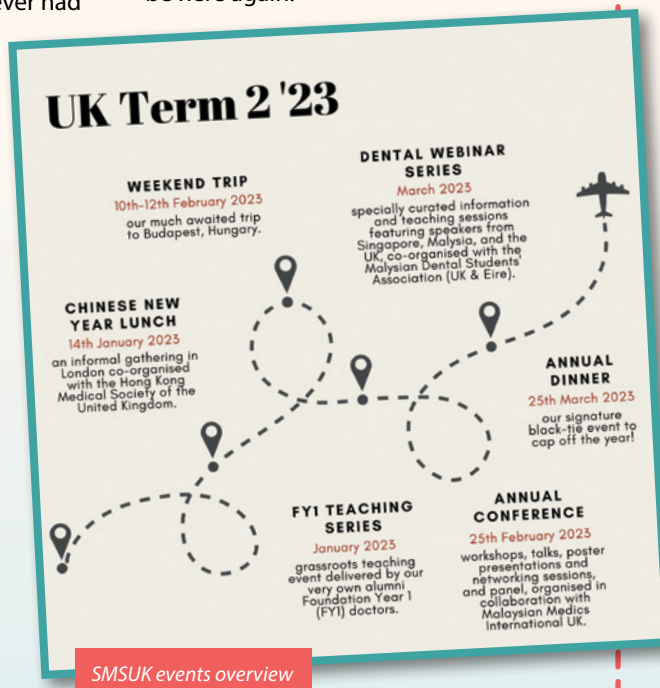 ever had
be here again.
UK Term 2 '23
WEEKEND TRIP
10th-12th February 2023
our much awaited trip
to Budapest, Hungary.
DENTAL WEBINAR
SERIES
March 2023
specially curated information
and teaching sessions
featuring speakers from
Singapore, Malysia, and the
UK, co-organised with the
Malysian Dental Students'
Association (UK & Eire).
CHINESE NEW
YEAR LUNCH
14th January 2023
an informal gathering in
London co-organised
with the Hong Kong
Medical Society of the
United Kingdom.
ANNUAL
DINNER
25th March 2023
our signature
black-tie event to
cap off the year!
FY1 TEACHING
SERIES
January 2023
grassroots teaching
event delivered by our
very own alumni
Foundation Year 1
(FY1) doctors.
ANNUAL
CONFERENCE
25th February 2023
workshops, talks, poster
presentations and
networking sessions,
and panel, organised in
collaboration with
Malaysian Medics
International UK.
SMSUK events overview